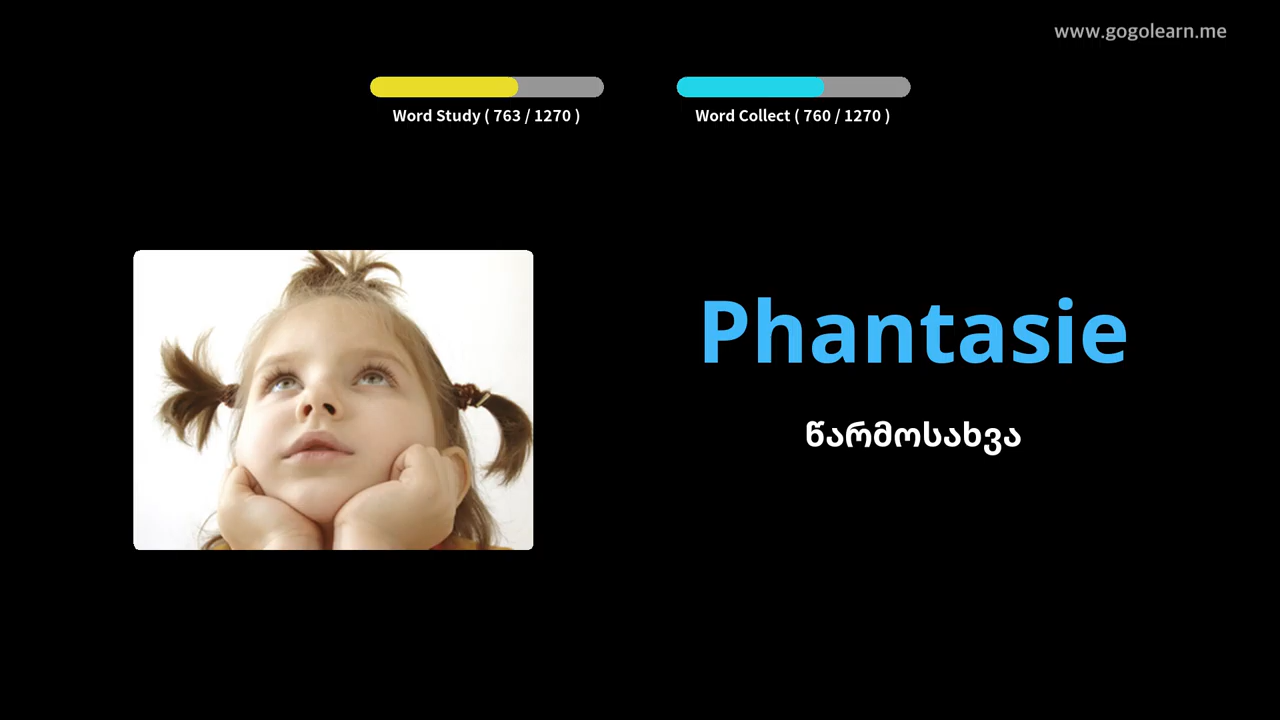 www.gogolearn.me
Word Study ( 763 / 1270 )
Word Collect ( 760 / 1270 )
Phantasie
წარმოსახვა